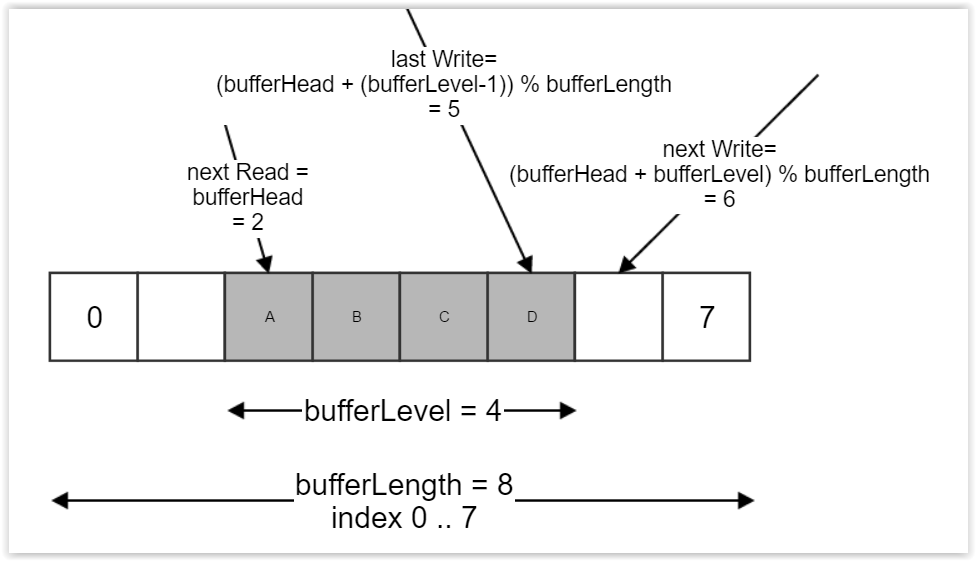 last Write=
(bufferHead + (bufferLevel-1)) % bufferLength
= 5
next Write=
(bufferHead + bufferLevel) % bufferLength
= 6
next Read =
bufferHead
= 2
0
A
B
C
D
7
bufferLevel = 4
bufferLength = 8
index 0 .. 7